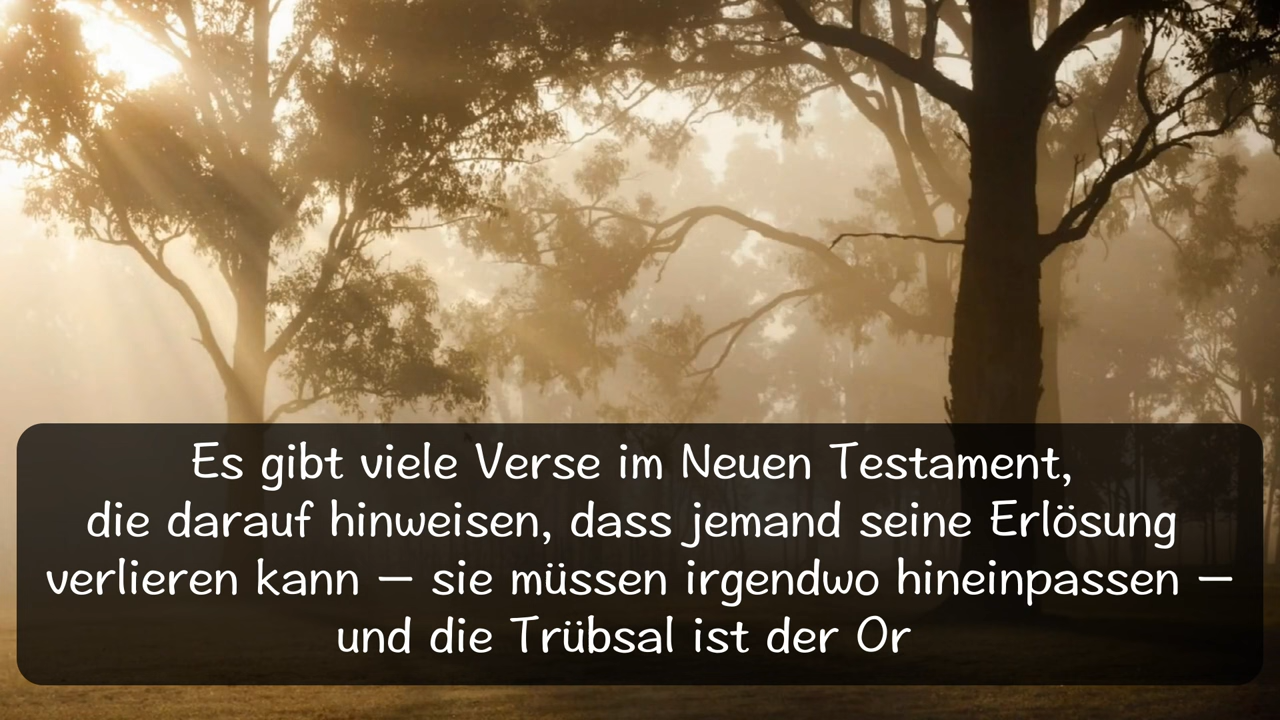 Es gibt viele Verse im Neuen Testament,
die darauf hinweisen, dass jemand seine Erlösung
verlieren kann — sie müssen irgendwo hineinpassen —
und die Trübsal ist der Or